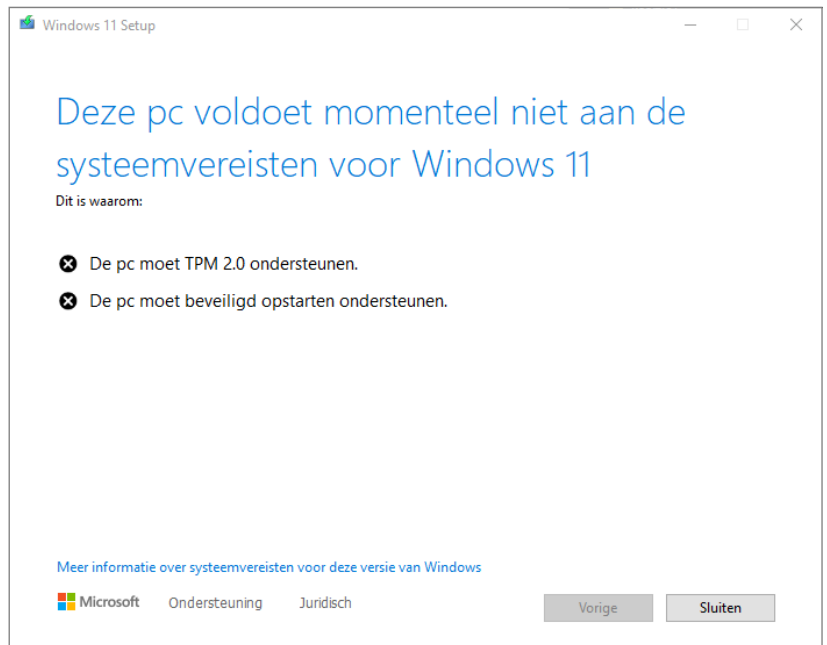 Windows 11 Setup
Deze pc voldoet momenteel niet aan de
systeemvereisten voor Windows 11
Dit is waarom:
De pc moet TPM 2.0 ondersteunen.
De pc moet beveiligd opstarten ondersteunen.
Meer informatie over systeemvereisten voor deze versie van Windows
Microsoft Ondersteuning Juridisch Vorige Sluiten